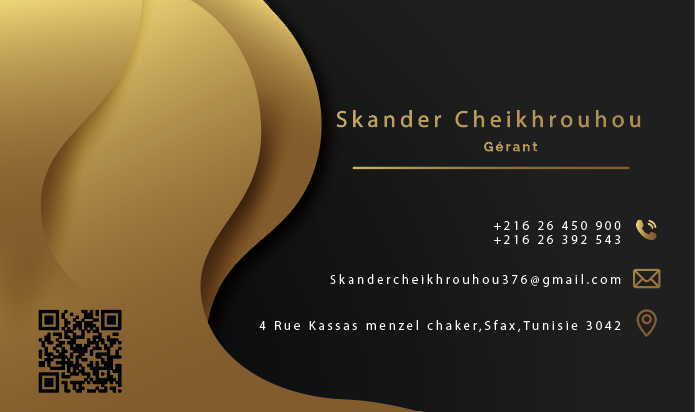 Skander Cheikhrouhou
Gérant
+216 26 450 900
+216 26 392 543
Skandercheikhrouhou376@gmail.com
4 Rue Kassas menzel chaker,Sfax,Tunisie 3042